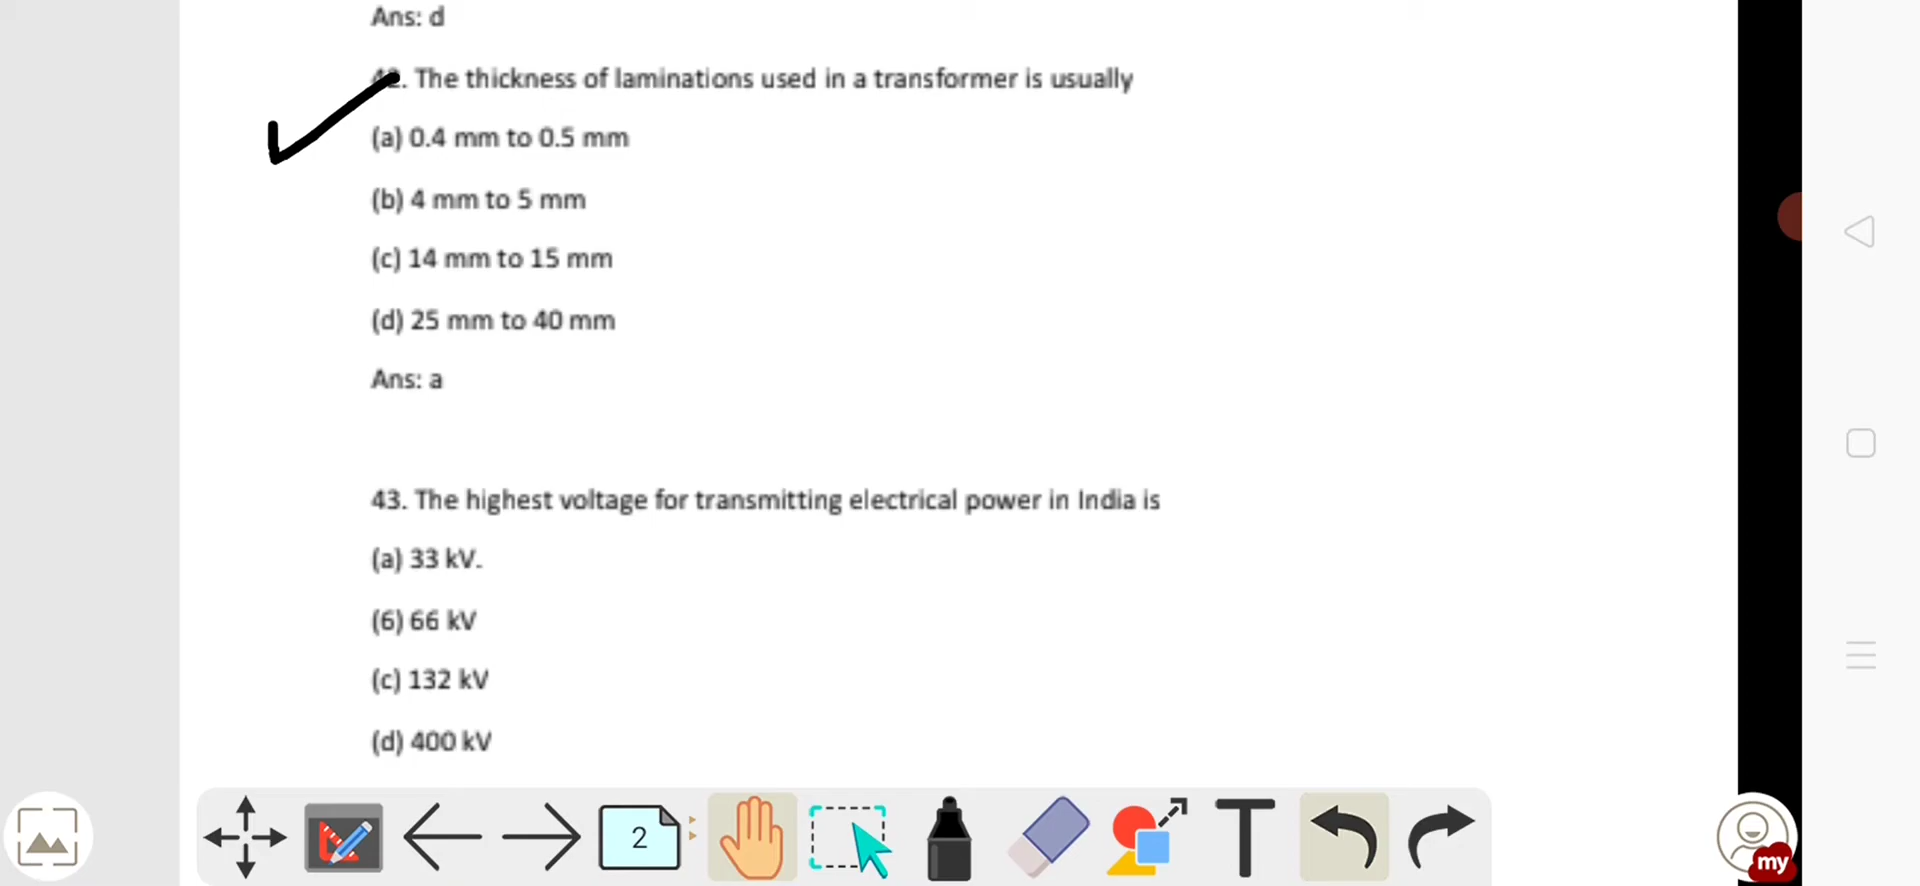 Ans: d
42. The thickness of laminations used in a transformer is usually
(a) 0.4 mm to 0.5 mm
(b) 4 mm to 5 mm
(c) 14 mm to 15 mm
(d) 25 mm to 40 mm
Ans: a
43. The highest voltage for transmitting electrical power in India is
(a) 33 kV.
(6) 66 kV
(c) 132 kV
(d) 400 kV
2
T
my